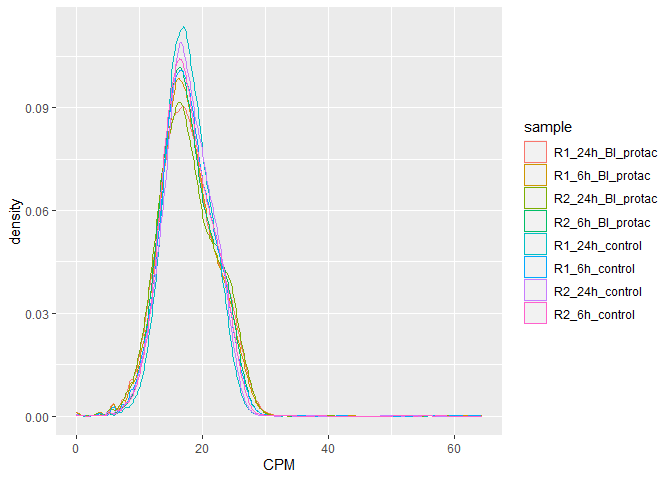 density
0.09
0.06
0.03
0.00
0
20
40
60
CPM
sample
R1_24h_BI_protac
R1_6h_BI_protac
R2_24h_BI_protac
R2_6h_BI_protac
R1_24h_control
R1_6h_control
R2_24h_control
R2_6h_control